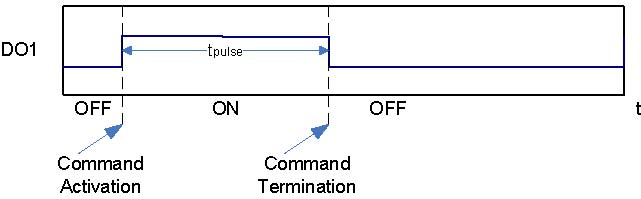 DO1
tpulse
OFF
ON
OFF
t
Command
Activation
Command
Termination